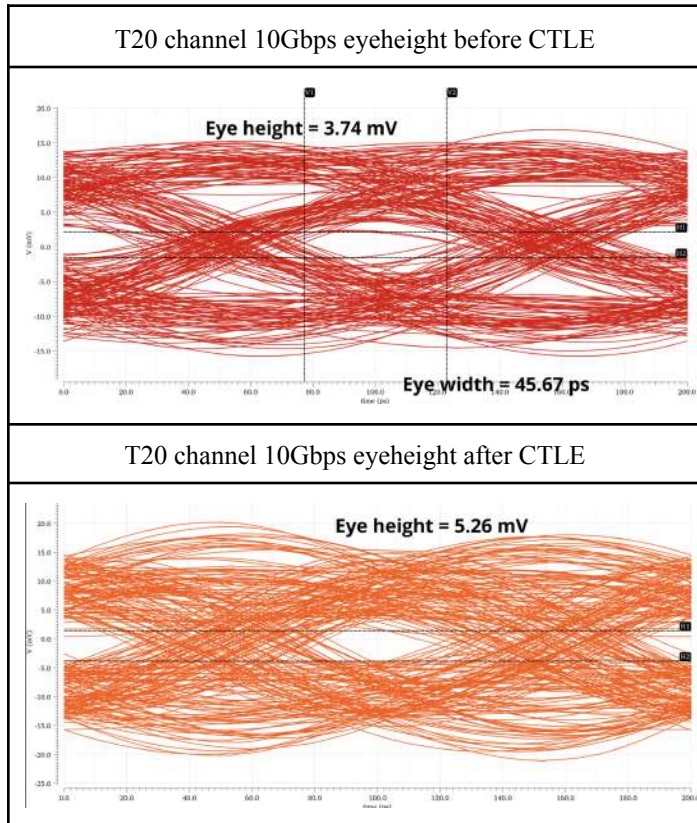 T20 channel 10Gbps eyeheight before CTLE
V1 V2
Eye height = 3.74 mV
20.0
15.0
10.0
5.0
0.0
-5.0
-10.0
-15.0
V (mV)
H1
H2
Eye width = 45.67 ps
0.0 20.0 40.0 60.0 80.0 100.0 120.0 140.0 160.0 180.0 200.0
time (ps)
T20 channel 10Gbps eyeheight after CTLE
Eye height = 5.26 mV
20.0
15.0
10.0
5.0
0.0
-5.0
-10.0
-15.0
-20.0
-25.0
V (mV)
H1
H2
0.0 20.0 40.0 60.0 80.0 100.0 120.0 140.0 160.0 180.0 200.0
time (ps)